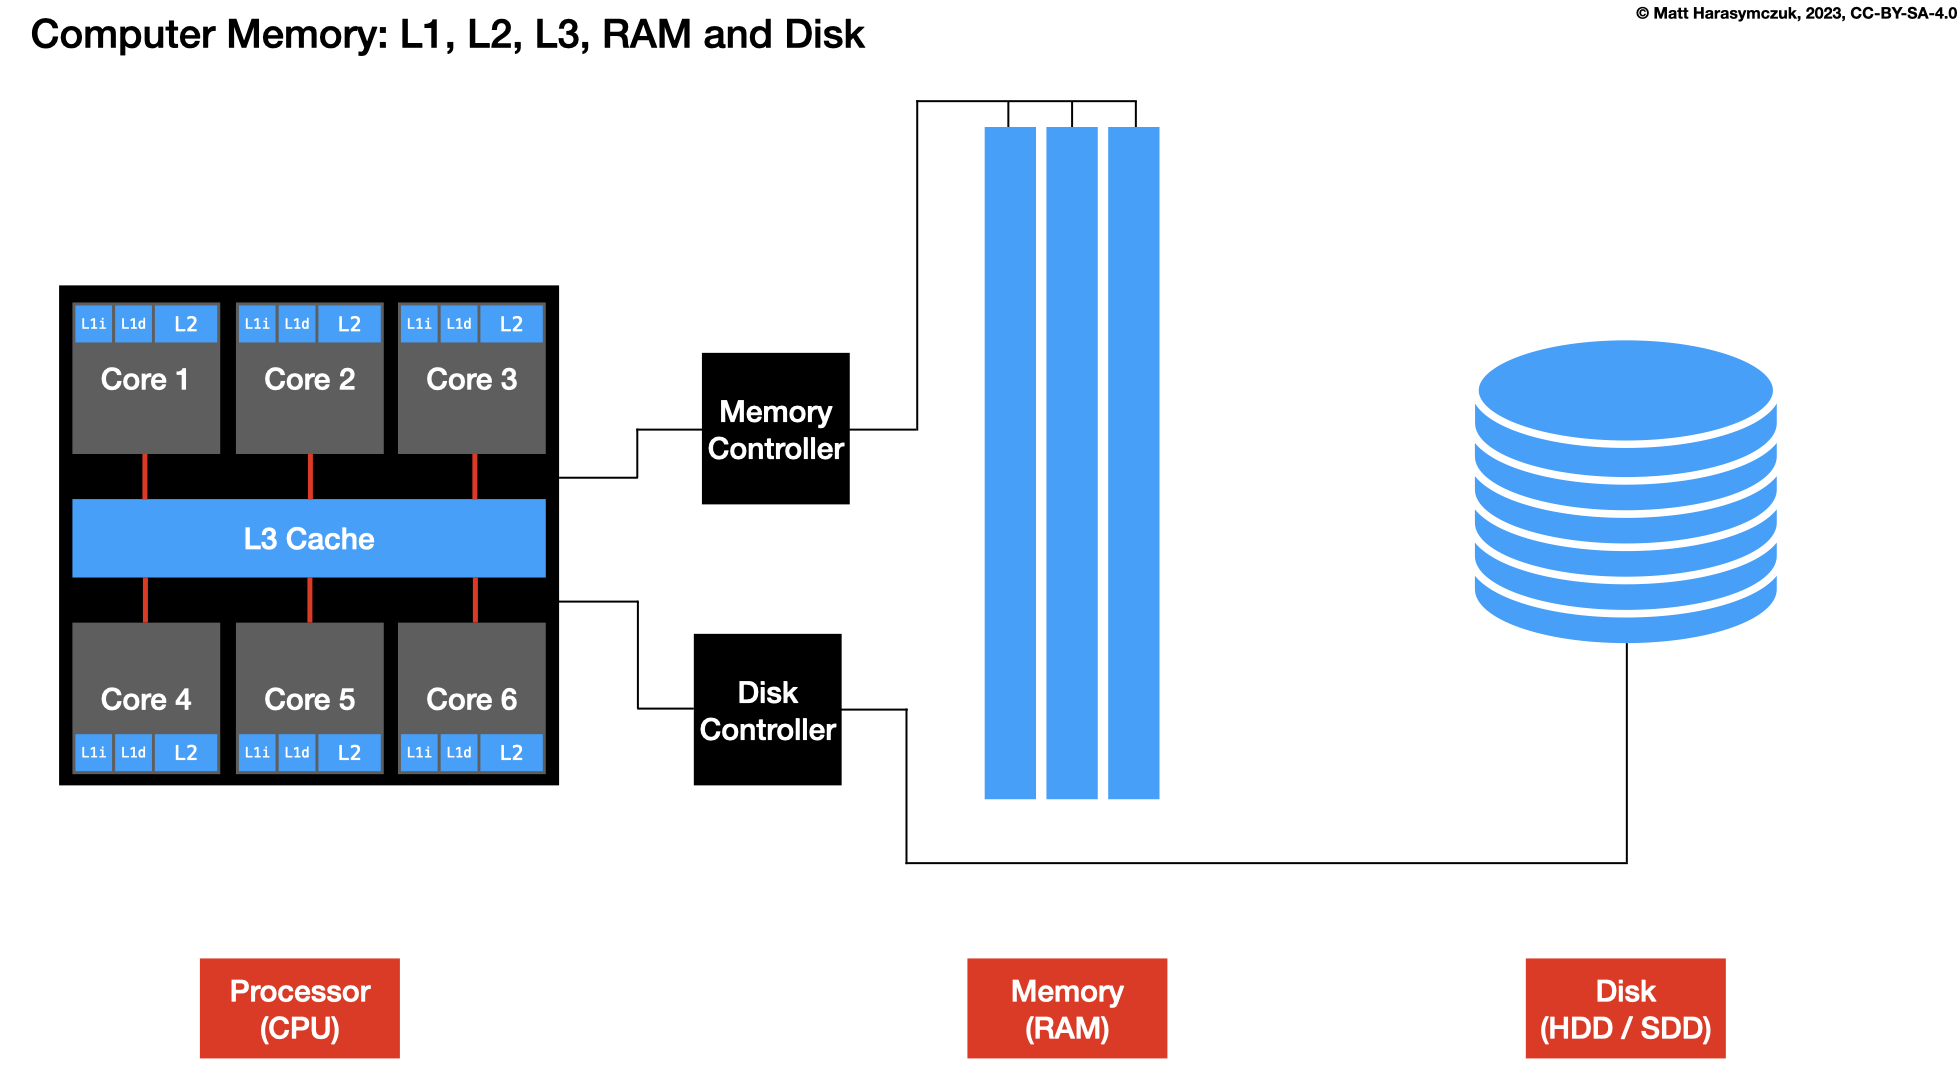 © Matt Harasymczuk, 2023, CC-BY-SA-4.0
Computer Memory: L1, L2, L3, RAM and Disk
L1i L1d L2 L1i L1d L2 L1i L1d L2
Core 1 Core 2 Core 3
Memory
Controller
L3 Cache
Core 4 Core 5 Core 6
L1i L1d L2 L1i L1d L2 L1i L1d L2
Disk
Controller
Processor
(CPU)
Memory
(RAM)
Disk
(HDD / SDD)